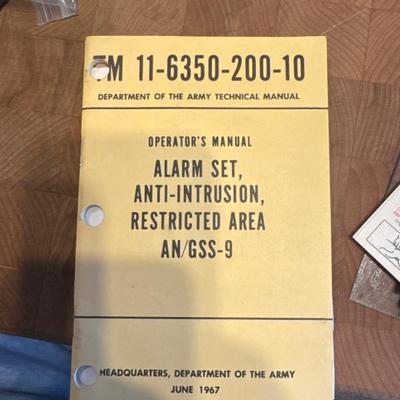 TM 11-6350-200-10
DEPARTMENT OF THE ARMY TECHNICAL MANUAL
OPERATOR'S MANUAL
ALARM SET,
ANTI-INTRUSION,
RESTRICTED AREA
AN/GSS-9
HEADQUARTERS, DEPARTMENT OF THE ARMY
JUNE 1967